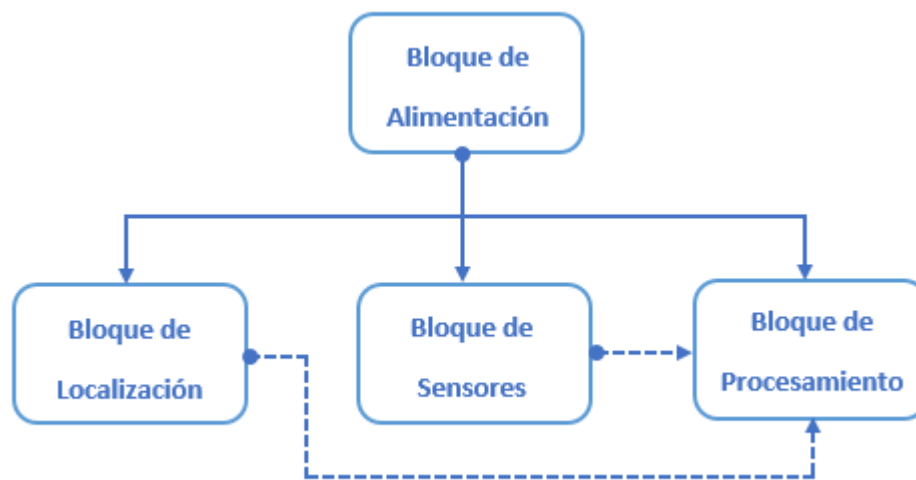 Bloque de
Alimentación
Bloque de
Localización
Bloque de
Sensores
Bloque de
Procesamiento